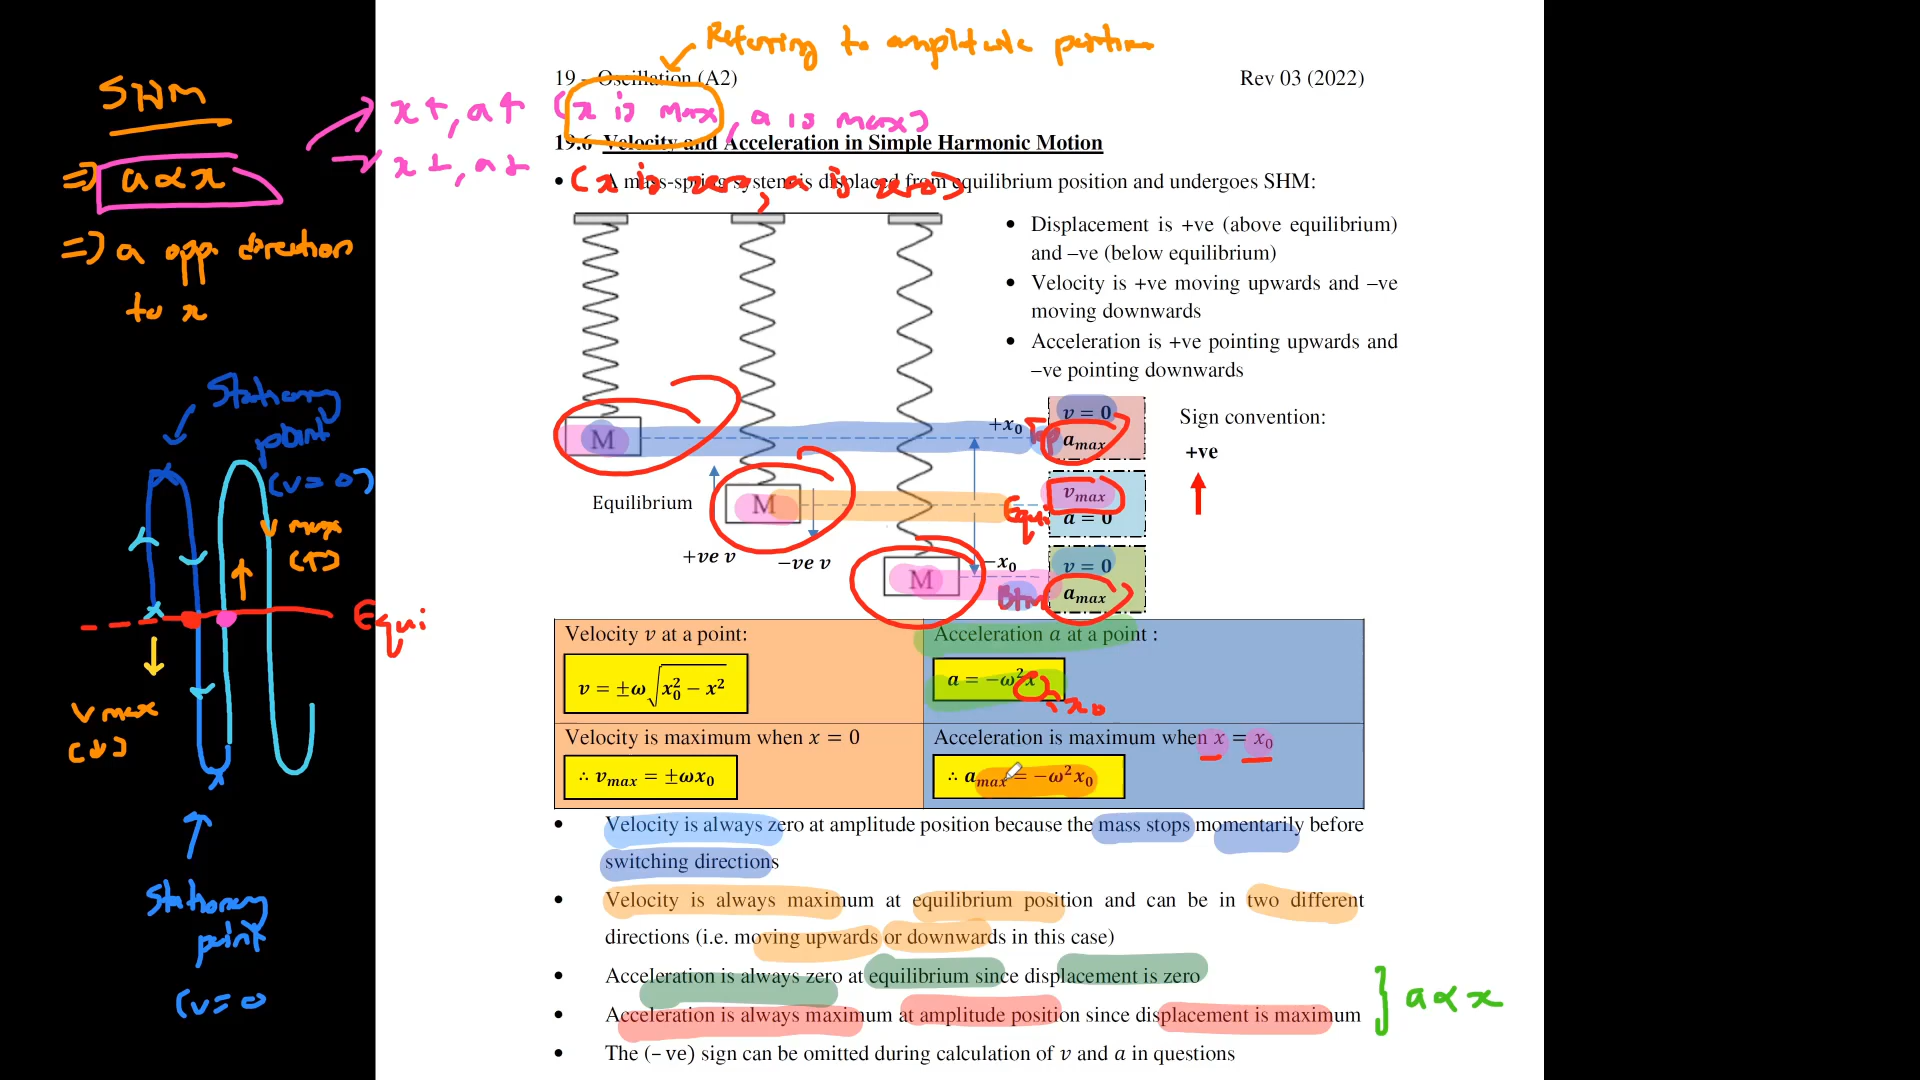 Referring to amplitude position
19 – Oscillation (A2)
Rev 03 (2022)
SHM
x↑, a↑ (x is max, a is max)
19.6 Velocity and Acceleration in Simple Harmonic Motion
x↓, a↓
⇒ a∝x
(x is zero, a is zero)
• A mass-spring system is displaced from equilibrium position and undergoes SHM:
⇒ a opp. direction
to x
• Displacement is +ve (above equilibrium)
and –ve (below equilibrium)
• Velocity is +ve moving upwards and –ve
moving downwards
• Acceleration is +ve pointing upwards and
–ve pointing downwards
Stationary
point
(v = 0)
v max
(↑)
Equi
v max
(↓)
Stationary
point
(v = 0
M
+x₀
Top
v = 0
aₘₐₓ
Sign convention:
+ve
Equilibrium
M
Equi
vₘₐₓ
a = 0
+ve v
−ve v
M
−x₀
Btm
v = 0
aₘₐₓ
Velocity v at a point:
v = ±ω√(x₀² − x²)
Acceleration a at a point :
a = −ω²x
x₀
Velocity is maximum when x = 0
∴ vₘₐₓ = ±ωx₀
Acceleration is maximum when x = x₀
∴ aₘₐₓ = −ω²x₀
• Velocity is always zero at amplitude position because the mass stops momentarily before
switching directions
• Velocity is always maximum at equilibrium position and can be in two different
directions (i.e. moving upwards or downwards in this case)
• Acceleration is always zero at equilibrium since displacement is zero
• Acceleration is always maximum at amplitude position since displacement is maximum
} a∝x
• The (− ve) sign can be omitted during calculation of v and a in questions